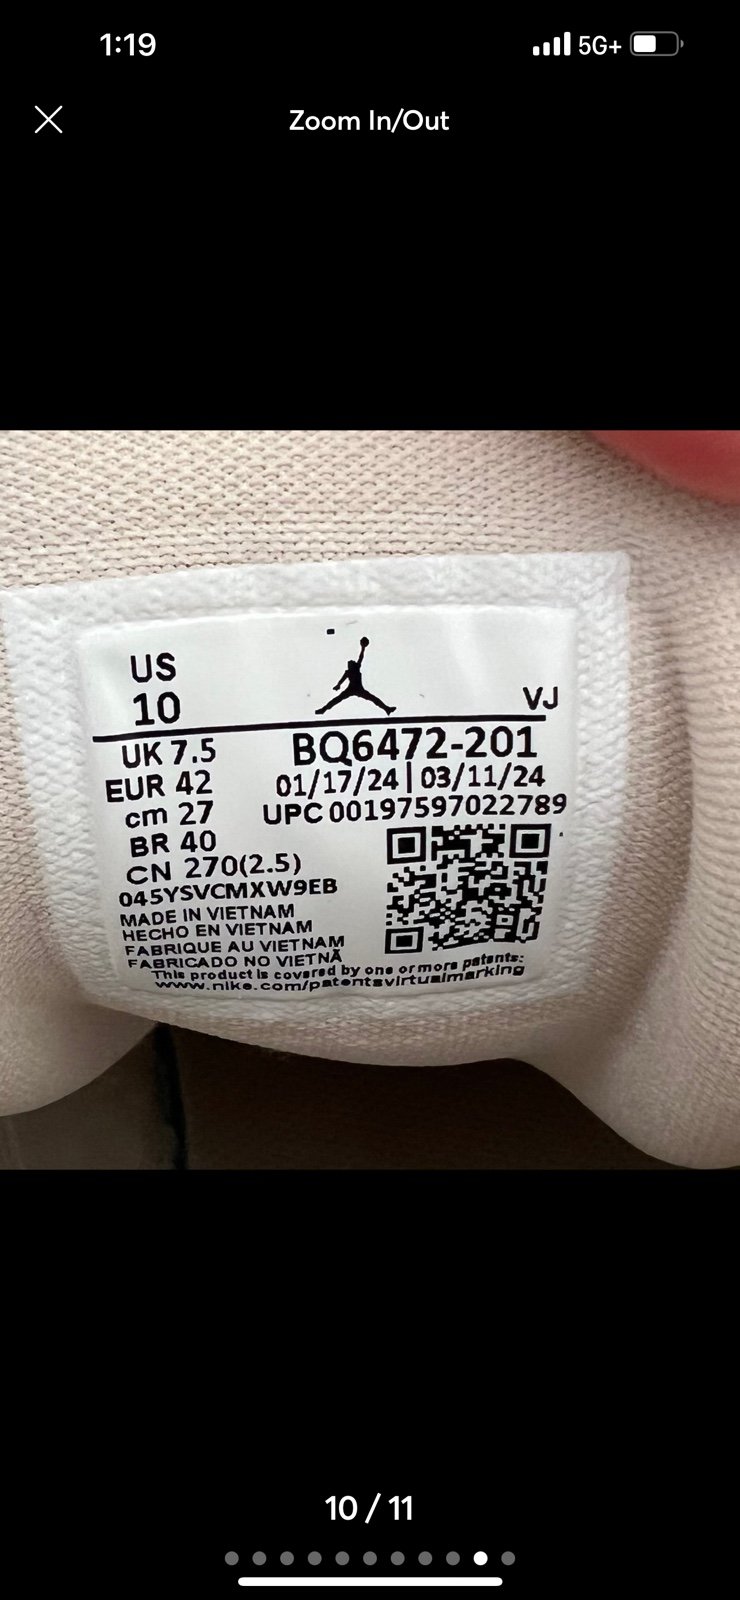 1:19
5G+
Zoom In/Out
US
10
VJ
UK 7.5
BQ6472-201
EUR 42
01/17/24 | 03/11/24
cm 27
UPC 00197597022789
BR 40
CN 270(2.5)
045YSVCMXW9EB
MADE IN VIETNAM
HECHO EN VIETNAM
FABRIQUE AU VIETNAM
FABRICADO NO VIETNÃ
This product is covered by one or more patents:
www.nike.com/patentsvirtualmarking
10 / 11